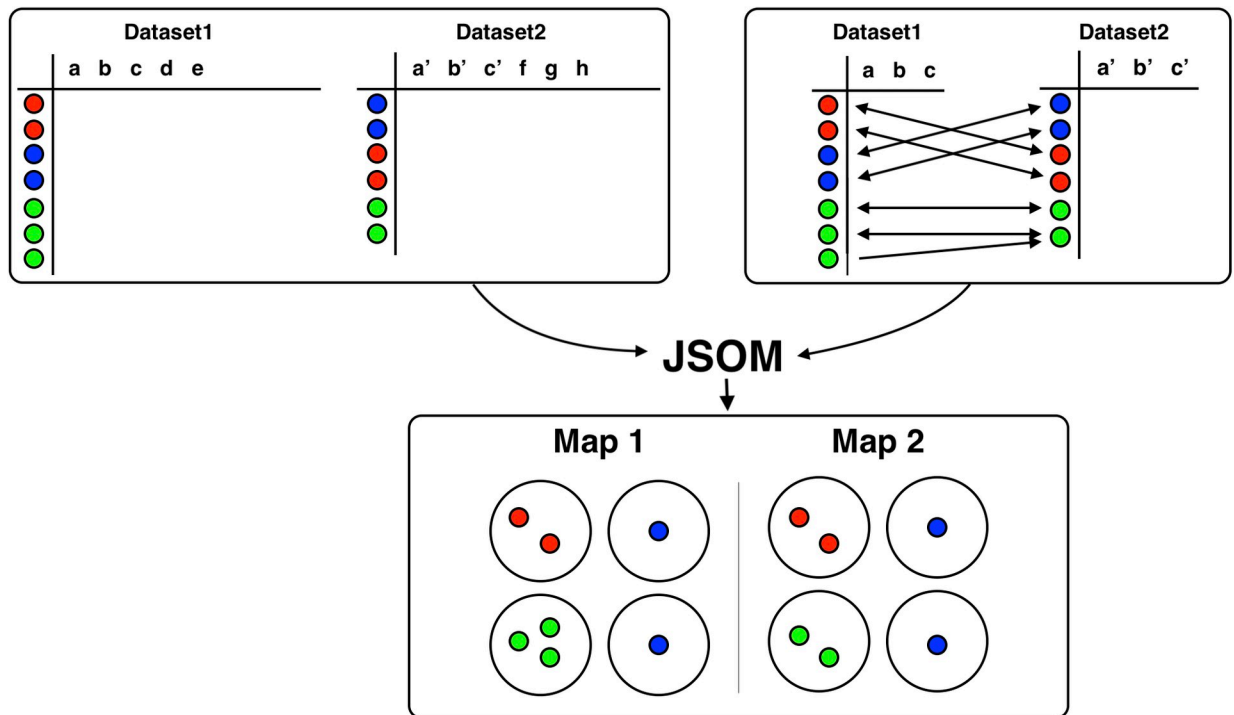 Dataset1
a b c d e
Dataset2
a’ b’ c’ f g h
Dataset1
a b c
Dataset2
a’ b’ c’
JSOM
Map 1
Map 2